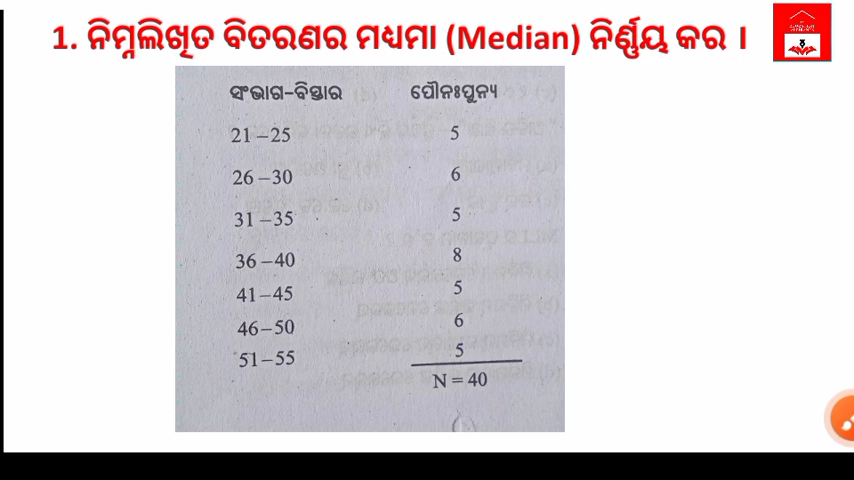 1. ନିମ୍ନଲିଖିତ ବିତରଣର ମଧ୍ୟମା (Median) ନିର୍ଣ୍ଣୟ କର ।
ସଂଭାଗ-ବିସ୍ତାର ପୌନଃପୁନ୍ୟ
21-25 5
26-30 6
31-35 5
36-40 8
41-45 5
46-50 6
51-55 5
N = 40